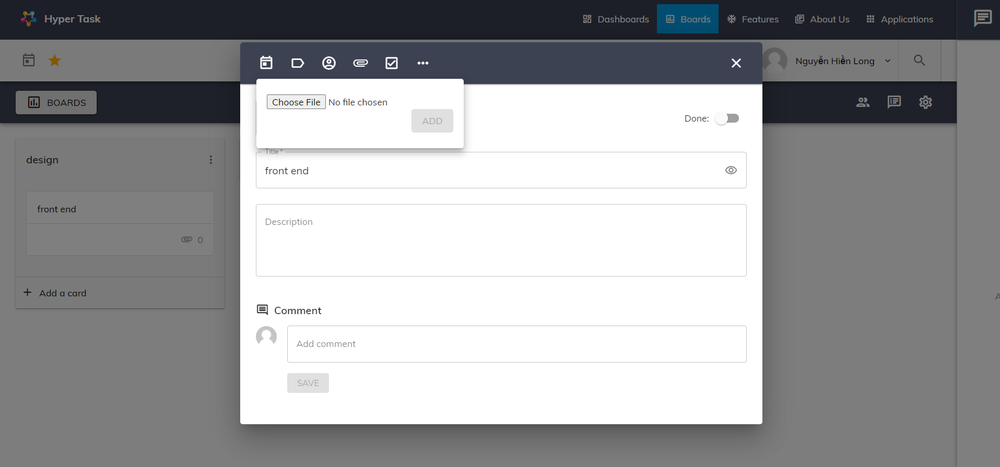 Hyper Task
Dashboards
Boards
Features
About Us
Applications
Nguyễn Hiền Long
BOARDS
Choose File No file chosen
ADD
Done:
design
Title *
front end
front end
Description
0
Add a card
A
Comment
Add comment
SAVE